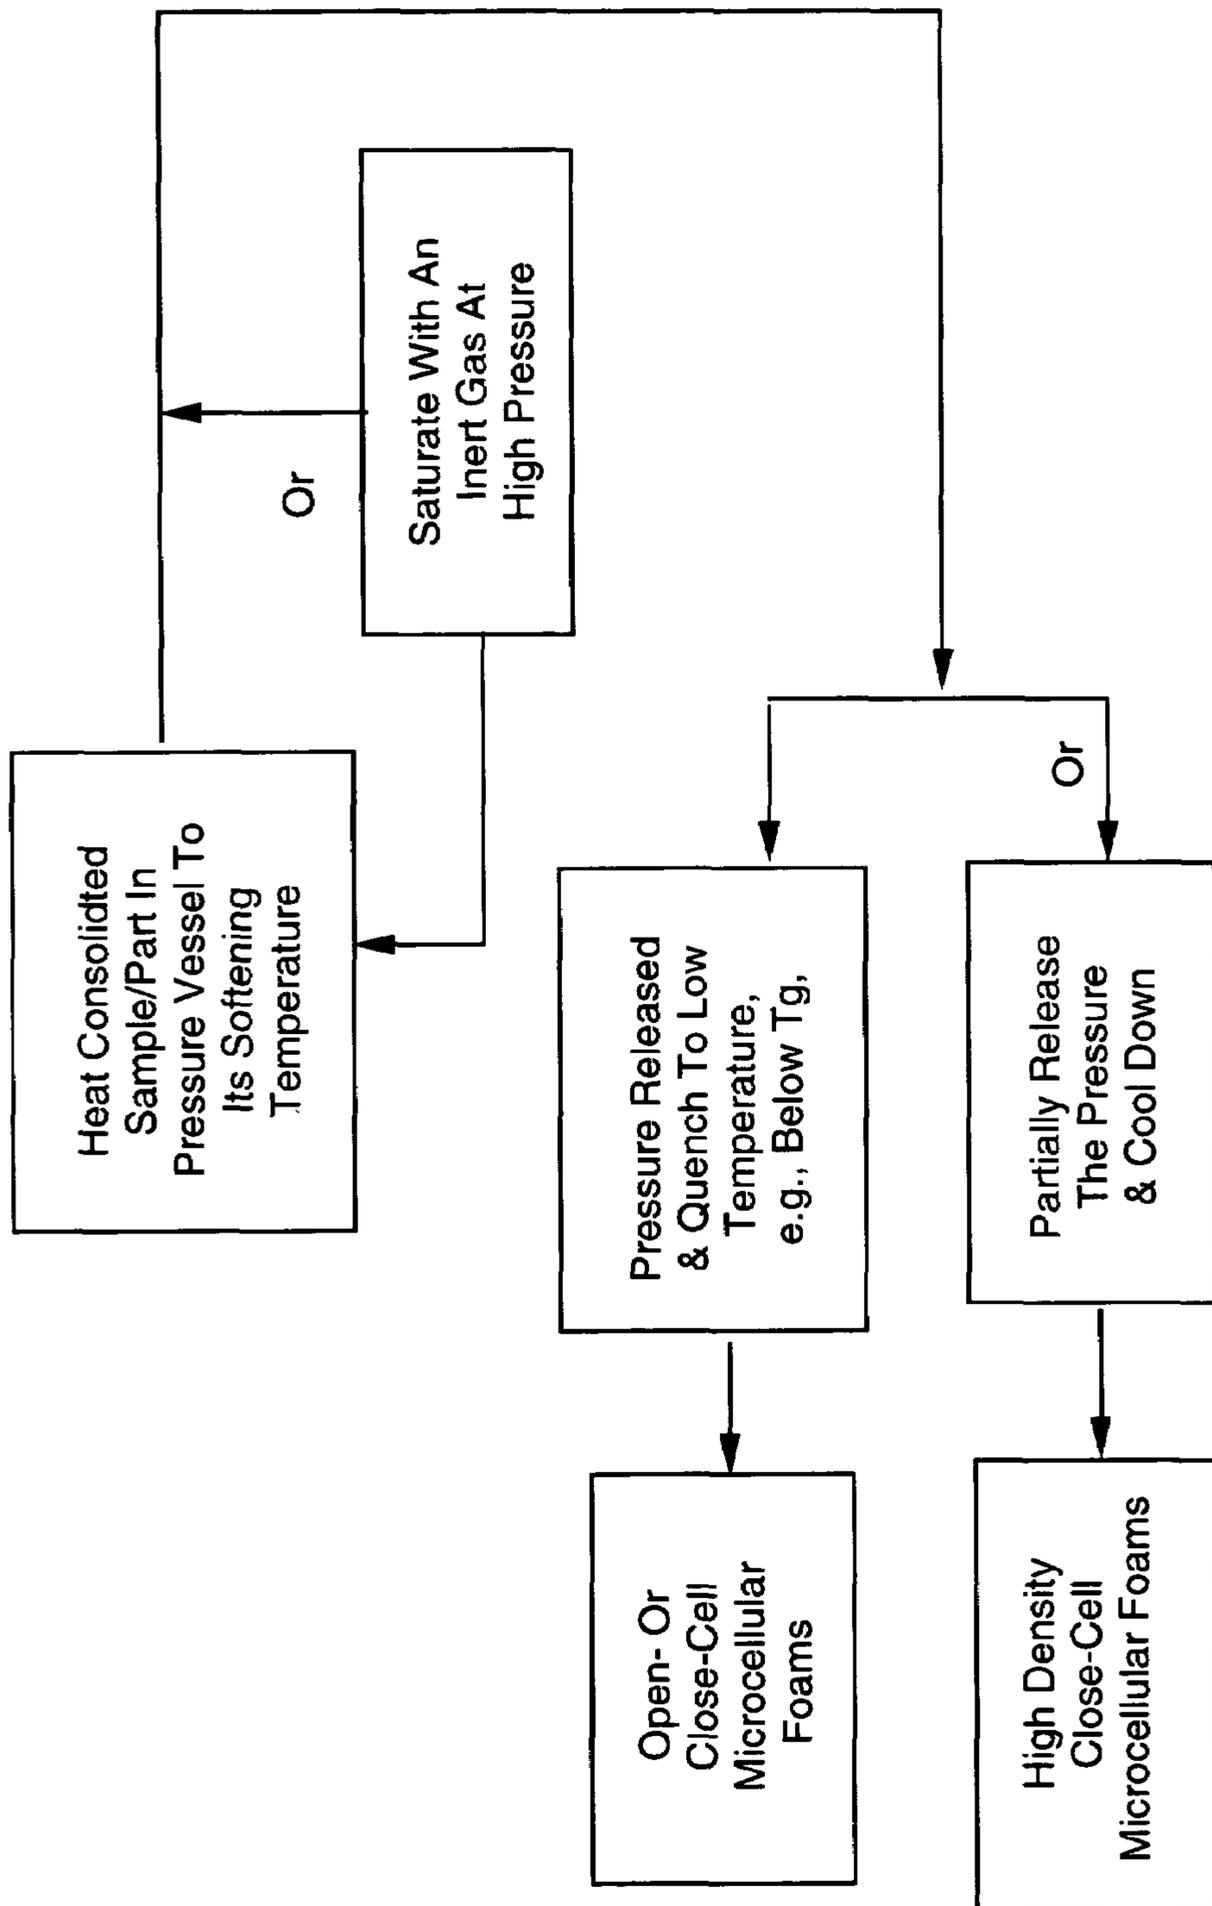 Heat Consolidted
Sample/Part In
Pressure Vessel To
Its Softening
Temperature
Or
Saturate With An
Inert Gas At
High Pressure
Pressure Released
& Quench To Low
Temperature,
e.g., Below Tg,
Or
Partially Release
The Pressure
& Cool Down
Open- Or
Close-Cell
Microcellular
Foams
High Density
Close-Cell
Microcellular Foams